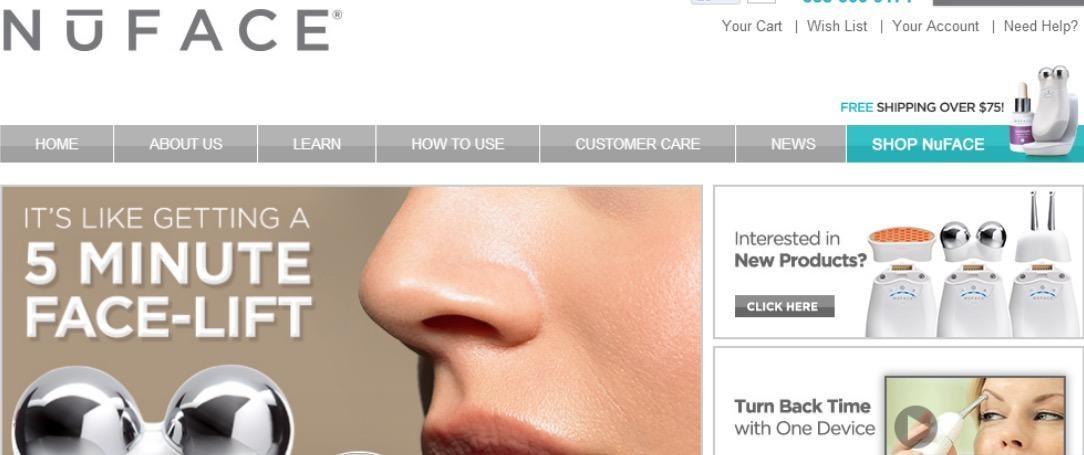 NŪFACE®
Your Cart | Wish List | Your Account | Need Help?
FREE SHIPPING OVER $75!
HOME
ABOUT US
LEARN
HOW TO USE
CUSTOMER CARE
NEWS
SHOP NuFACE
IT'S LIKE GETTING A
5 MINUTE
FACE-LIFT
Interested in
New Products?
CLICK HERE
Turn Back Time
with One Device